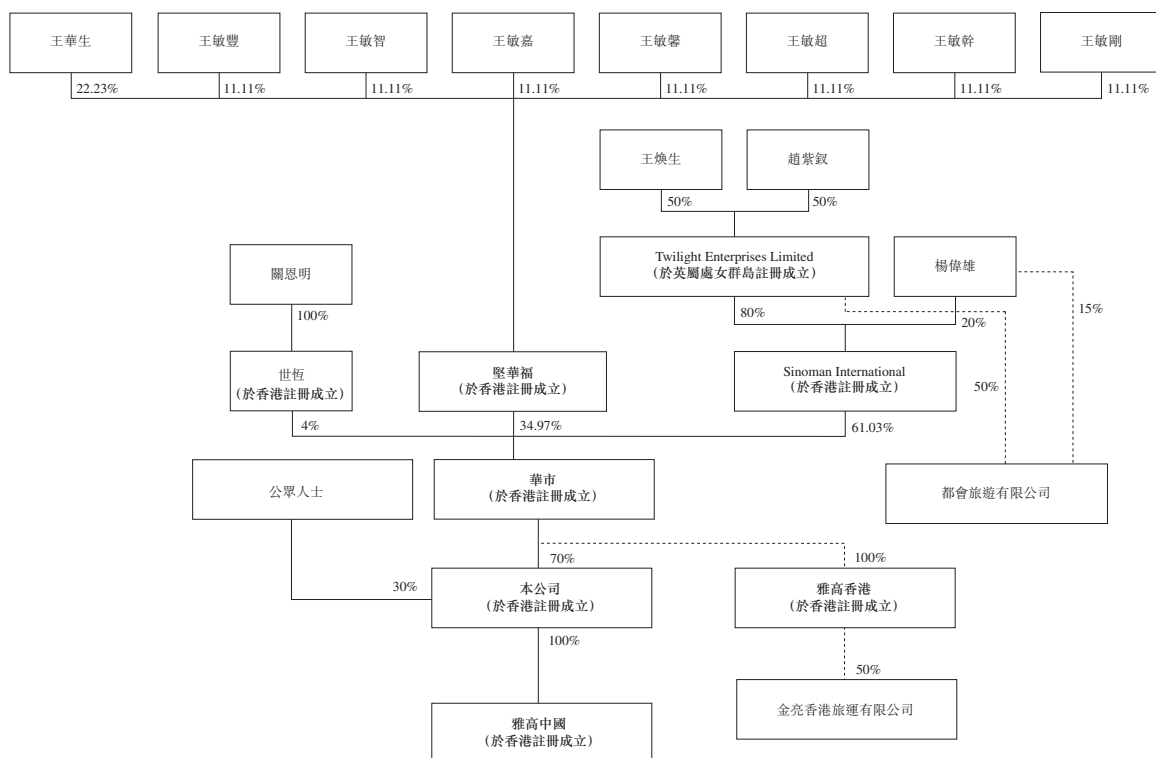 王華生
王敏豐
王敏智
王敏嘉
王敏馨
王敏超
王敏幹
王敏剛
22.23%
11.11%
11.11%
11.11%
11.11%
11.11%
11.11%
11.11%
王煥生
趙紫釵
50%
50%
關恩明
Twilight Enterprises Limited
(於英屬處女群島註冊成立)
楊偉雄
100%
80%
20%
15%
世恆
(於香港註冊成立)
堅華福
(於香港註冊成立)
Sinoman International
(於香港註冊成立)
50%
4%
34.97%
61.03%
公眾人士
華市
(於香港註冊成立)
都會旅遊有限公司
70%
100%
30%
本公司
(於香港註冊成立)
雅高香港
(於香港註冊成立)
100%
50%
雅高中國
(於香港註冊成立)
金亮香港旅運有限公司